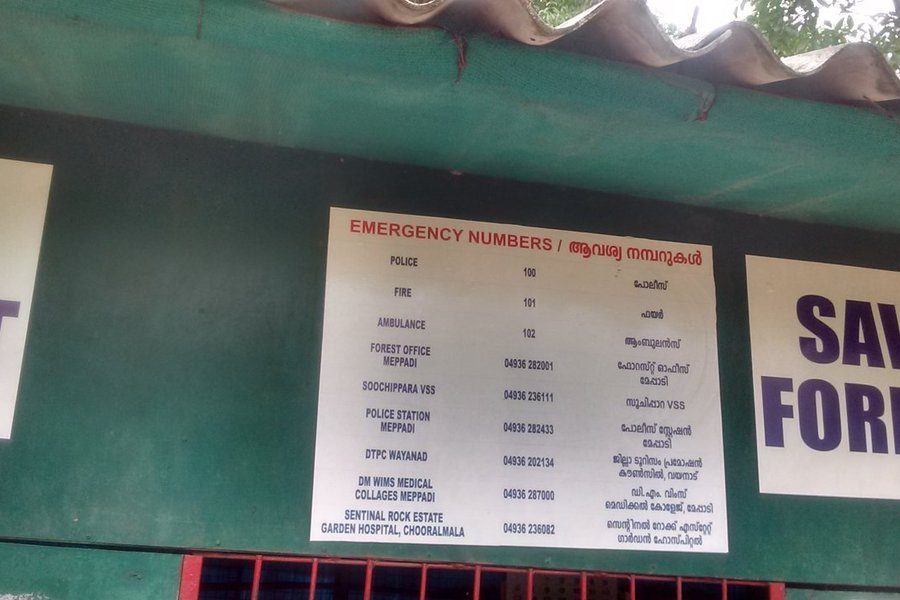 T
EMERGENCY NUMBERS / ആവശ്യ നമ്പറുകൾ
POLICE 100 പോലീസ്
FIRE 101 ഫയർ
AMBULANCE 102 ആംബുലൻസ്
FOREST OFFICE MEPPADI 04936 282001 ഫോറസ്റ്റ് ഓഫീസ് മേപ്പാടി
SOOCHIPPARA VSS 04936 236111 സൂചിപ്പാറ VSS
POLICE STATION MEPPADI 04936 282433 പോലീസ് സ്റ്റേഷൻ മേപ്പാടി
DTPC WAYANAD 04936 202134 ജില്ലാ ടൂറിസം പ്രമോഷൻ കൗൺസിൽ, വയനാട്
DM WIMS MEDICAL COLLAGES MEPPADI 04936 287000 ഡി.എം. വിംസ് മെഡിക്കൽ കോളേജ്, മേപ്പാടി
SENTINAL ROCK ESTATE GARDEN HOSPITAL, CHOORALMALA 04936 236082 സെന്റിനൽ റോക്ക് എസ്റ്റേറ്റ് ഗാർഡൻ ഹോസ്പിറ്റൽ
SAV
FOR